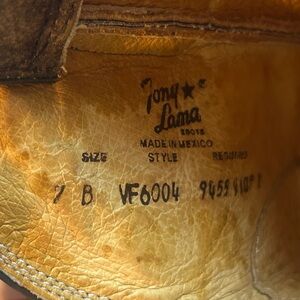 Tony★
Lama
BOOTS
MADE IN MEXICO
SIZE STYLE
7 B VF6004